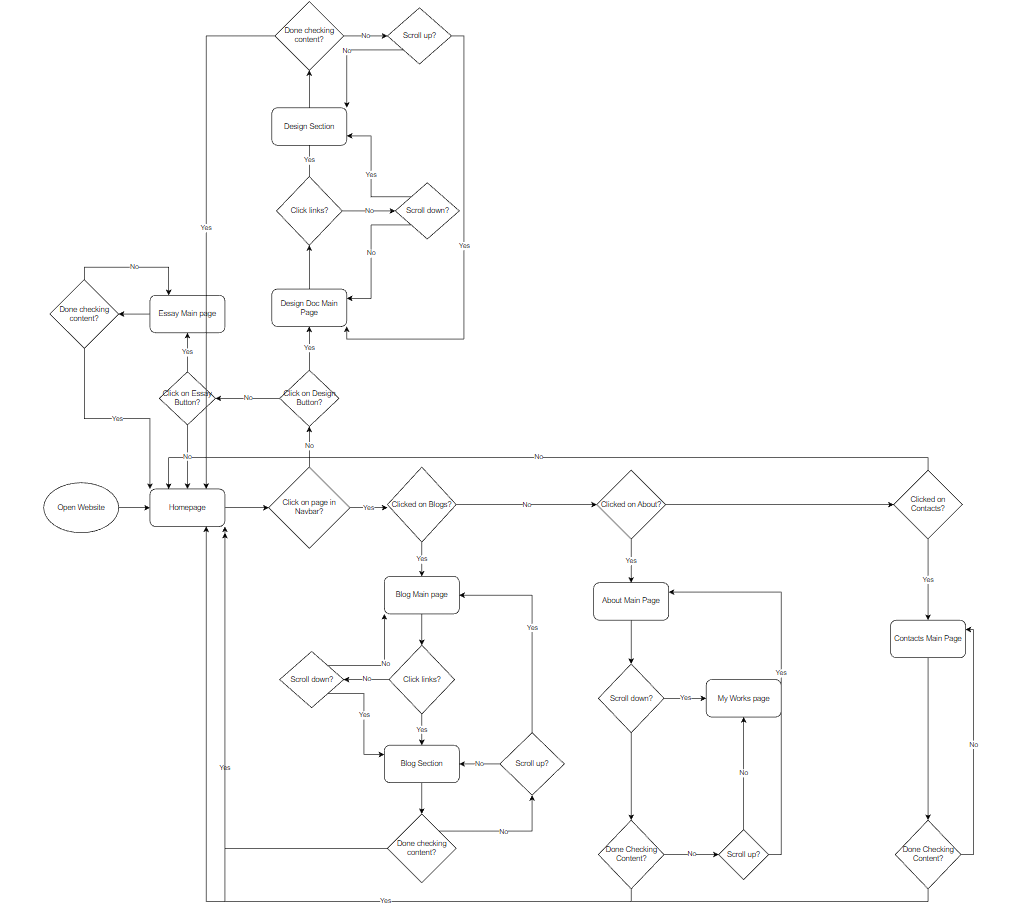 Done checking
content?
No
Scroll up?
No
Design Section
Yes
Yes
Click links?
No
Scroll down?
Yes
Yes
No
No
Done checking
content?
Essay Main page
Design Doc Main
Page
Yes
Yes
Click on Essay
Button?
No
Click on Design
Button?
Yes
No
No
No
Open Website
Homepage
Click on page in
Navbar?
Yes
Clicked on Blogs?
No
Clicked on About?
Clicked on
Contacts?
Yes
Yes
Yes
Blog Main page
About Main Page
Yes
Contacts Main Page
No
Scroll down?
No
Click links?
Yes
Scroll down?
Yes
My Works page
Yes
Yes
Blog Section
No
Scroll up?
Yes
No
No
No
Done checking
content?
Done Checking
Content?
No
Scroll up?
Done Checking
Content?
Yes